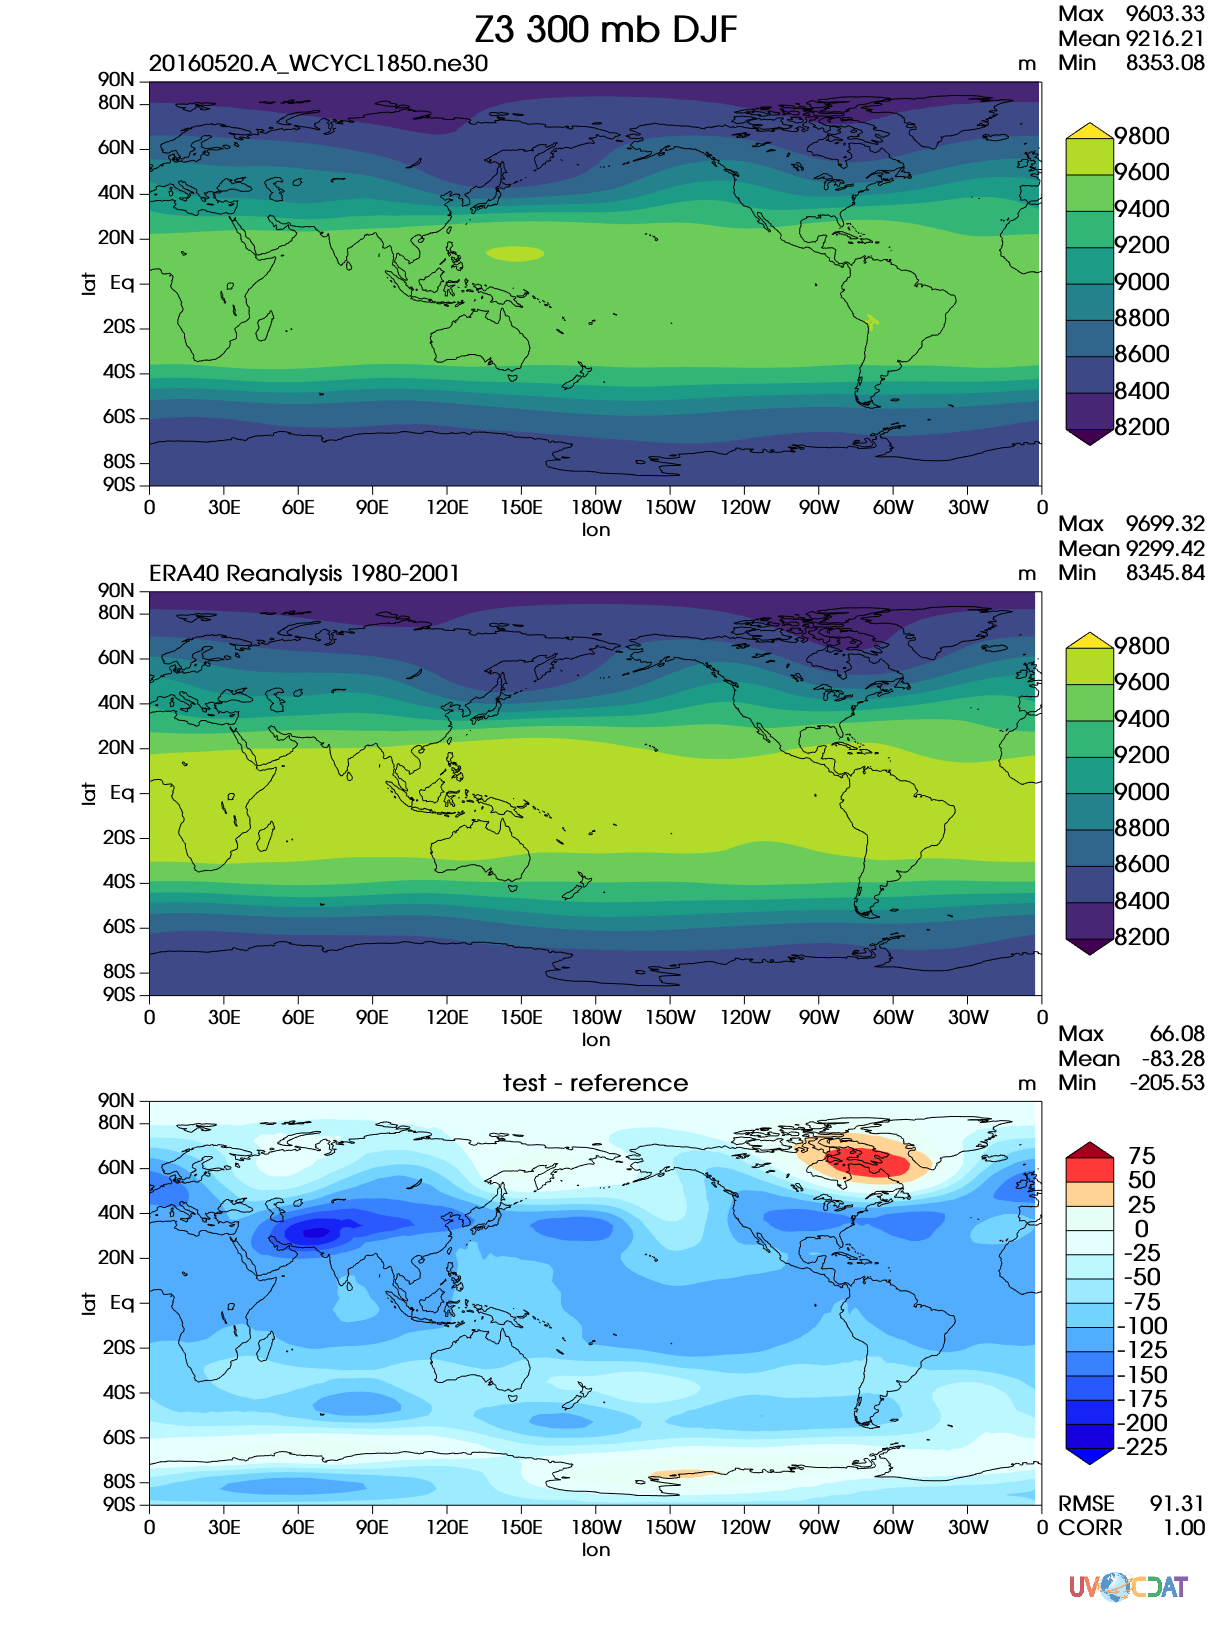 Z3 300 mb DJF
Max 9603.33
Mean 9216.21
Min 8353.08
20160520.A_WCYCL1850.ne30
m
90N
80N
60N
40N
20N
Eq
20S
40S
60S
80S
90S
lat
0 30E 60E 90E 120E 150E 180W 150W 120W 90W 60W 30W 0
lon
9800
9600
9400
9200
9000
8800
8600
8400
8200
Max 9699.32
Mean 9299.42
Min 8345.84
ERA40 Reanalysis 1980-2001
m
90N
80N
60N
40N
20N
Eq
20S
40S
60S
80S
90S
lat
0 30E 60E 90E 120E 150E 180W 150W 120W 90W 60W 30W 0
lon
9800
9600
9400
9200
9000
8800
8600
8400
8200
Max 66.08
Mean -83.28
Min -205.53
test - reference
m
90N
80N
60N
40N
20N
Eq
20S
40S
60S
80S
90S
lat
0 30E 60E 90E 120E 150E 180W 150W 120W 90W 60W 30W 0
lon
75
50
25
0
-25
-50
-75
-100
-125
-150
-175
-200
-225
RMSE 91.31
CORR 1.00
UV CDAT